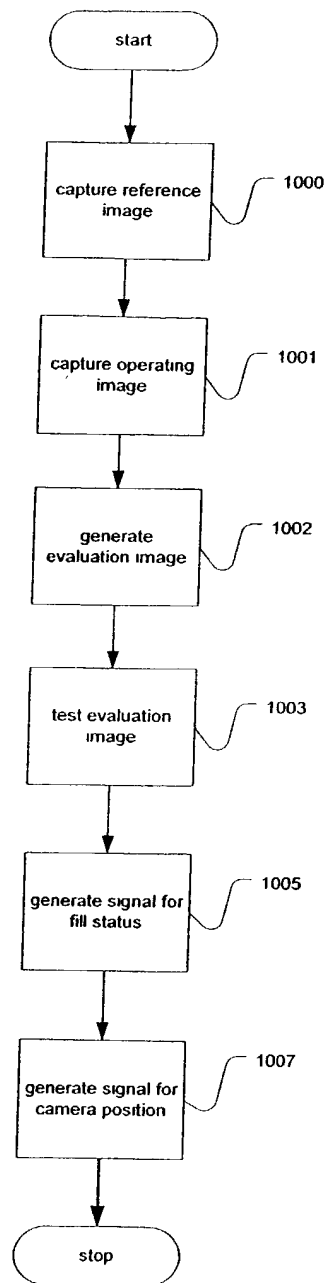 start
capture reference
image
1000
capture operating
image
1001
generate
evaluation image
1002
test evaluation
image
1003
generate signal for
fill status
1005
generate signal for
camera position
1007
stop